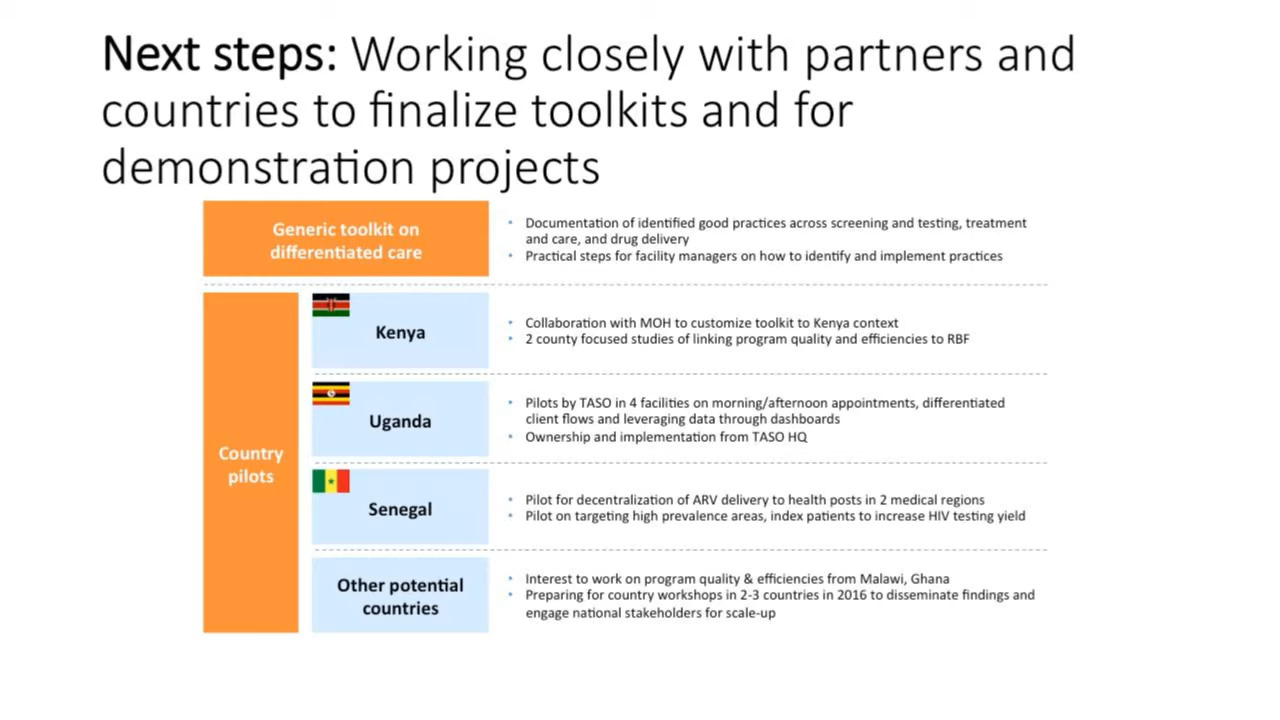 Next steps: Working closely with partners and
countries to finalize toolkits and for
demonstration projects
Generic toolkit on
differentiated care
• Documentation of identified good practices across screening and testing, treatment
and care, and drug delivery
• Practical steps for facility managers on how to identify and implement practices
Country
pilots
Kenya
• Collaboration with MOH to customize toolkit to Kenya context
• 2 county focused studies of linking program quality and efficiencies to RBF
Uganda
• Pilots by TASO in 4 facilities on morning/afternoon appointments, differentiated
client flows and leveraging data through dashboards
• Ownership and implementation from TASO HQ
Senegal
• Pilot for decentralization of ARV delivery to health posts in 2 medical regions
• Pilot on targeting high prevalence areas, index patients to increase HIV testing yield
Other potential
countries
• Interest to work on program quality & efficiencies from Malawi, Ghana
• Preparing for country workshops in 2-3 countries in 2016 to disseminate findings and
engage national stakeholders for scale-up